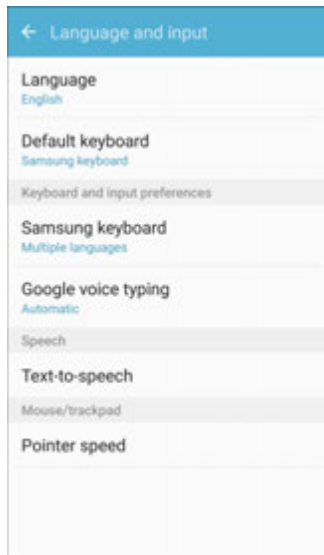 Language and input
Language
English
Default keyboard
Samsung keyboard
Keyboard and input preferences
Samsung keyboard
Multiple languages
Google voice typing
Automatic
Speech
Text-to-speech
Mouse/trackpad
Pointer speed